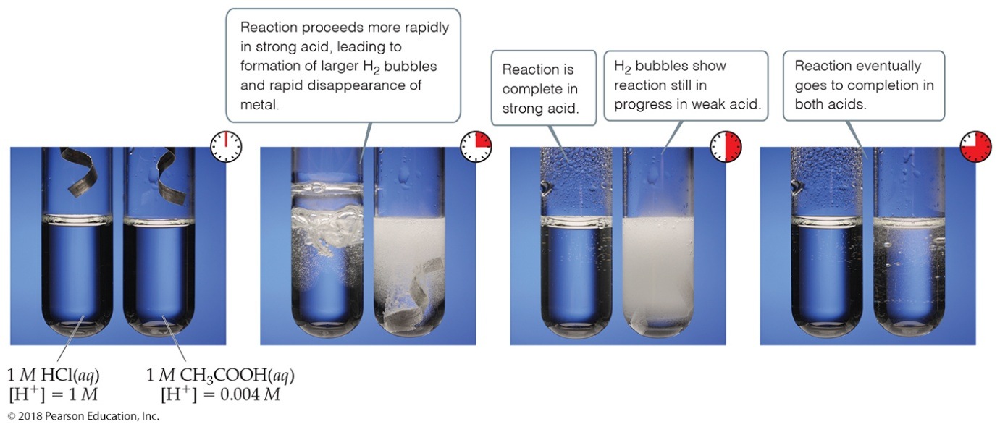 Reaction proceeds more rapidly
in strong acid, leading to
formation of larger H₂ bubbles
and rapid disappearance of
metal.
Reaction is
complete in
strong acid.
H₂ bubbles show
reaction still in
progress in weak acid.
Reaction eventually
goes to completion in
both acids.
1 M HCl(aq)
[H⁺] = 1 M
1 M CH₃COOH(aq)
[H⁺] = 0.004 M
© 2018 Pearson Education, Inc.